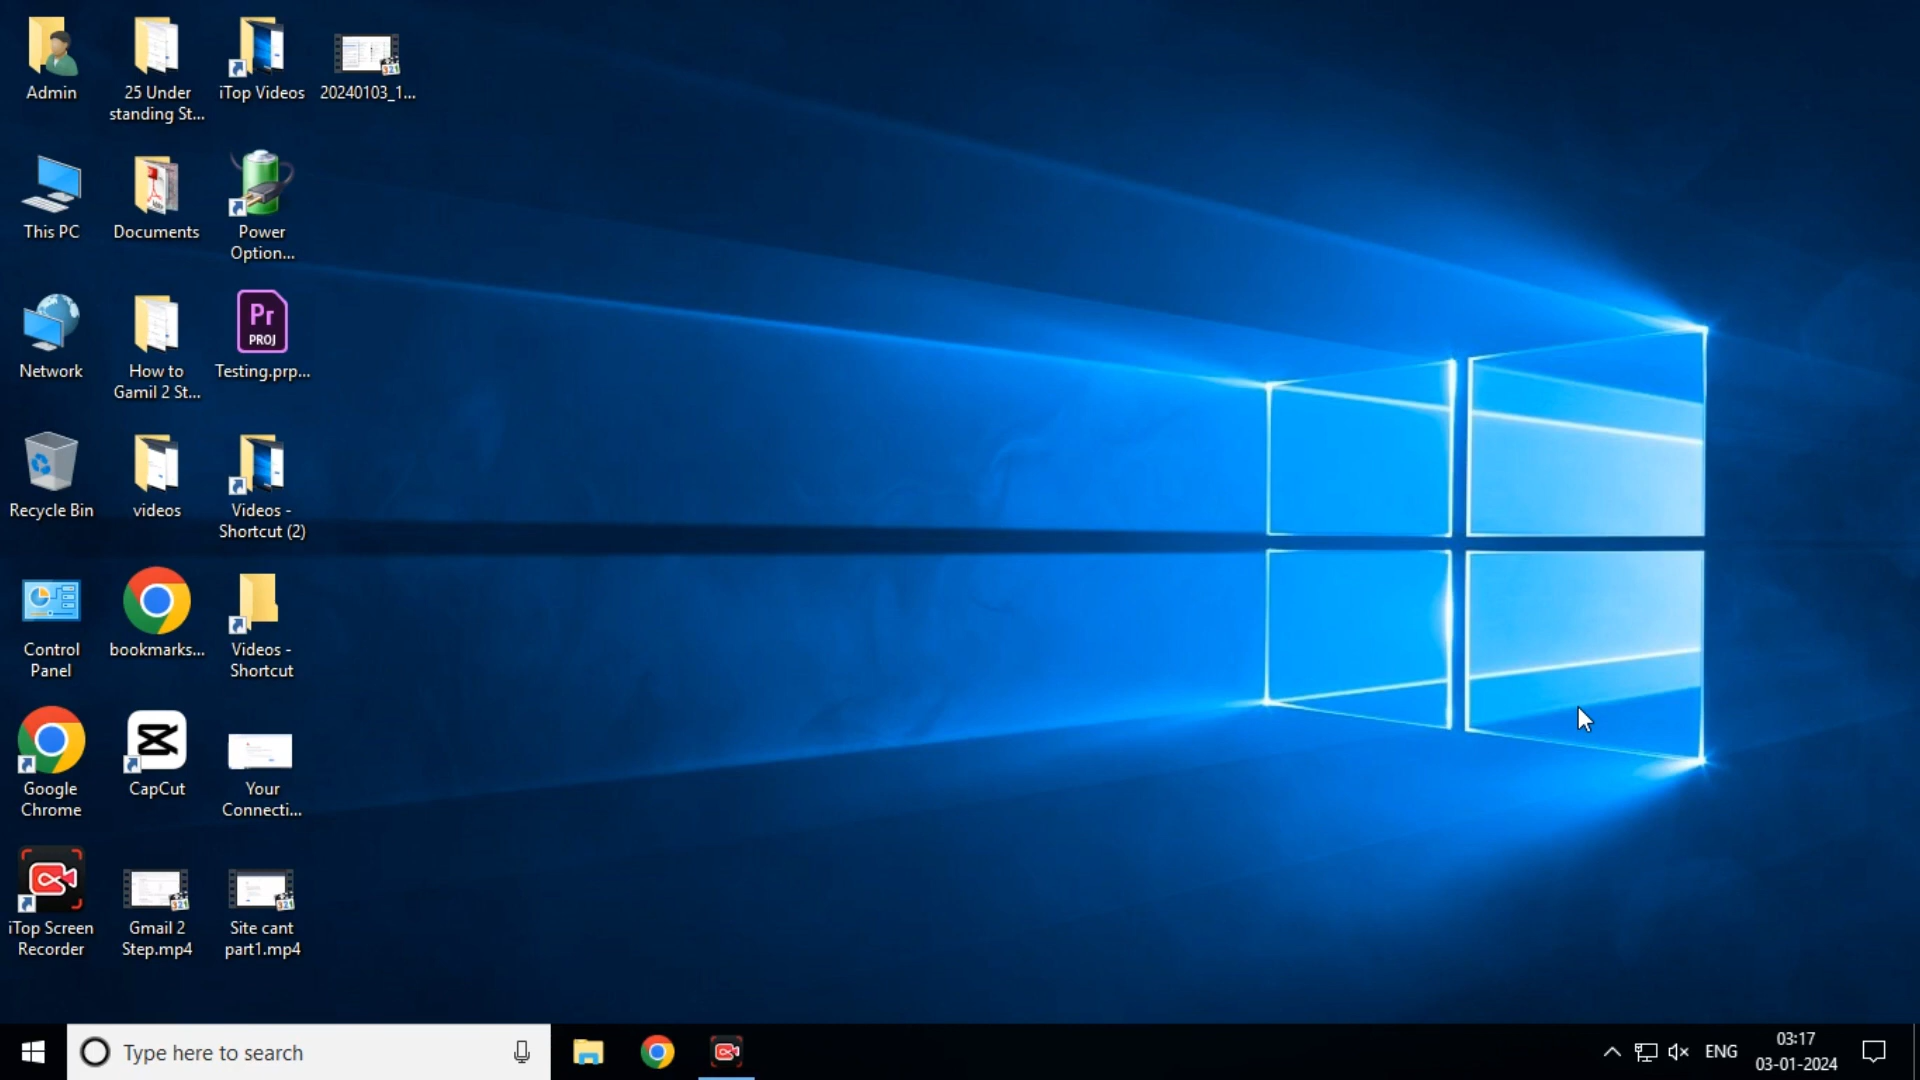 Admin
25 Under
standing St...
iTop Videos
20240103_1...
This PC
Documents
Power
Option...
Network
How to
Gamil 2 St...
Pr
PROJ
Testing.prp...
Recycle Bin
videos
Videos -
Shortcut (2)
Control
Panel
bookmarks...
Videos -
Shortcut
Google
Chrome
CapCut
Your
Connecti...
iTop Screen
Recorder
Gmail 2
Step.mp4
Site cant
part1.mp4
Type here to search
ENG
03:17
03-01-2024